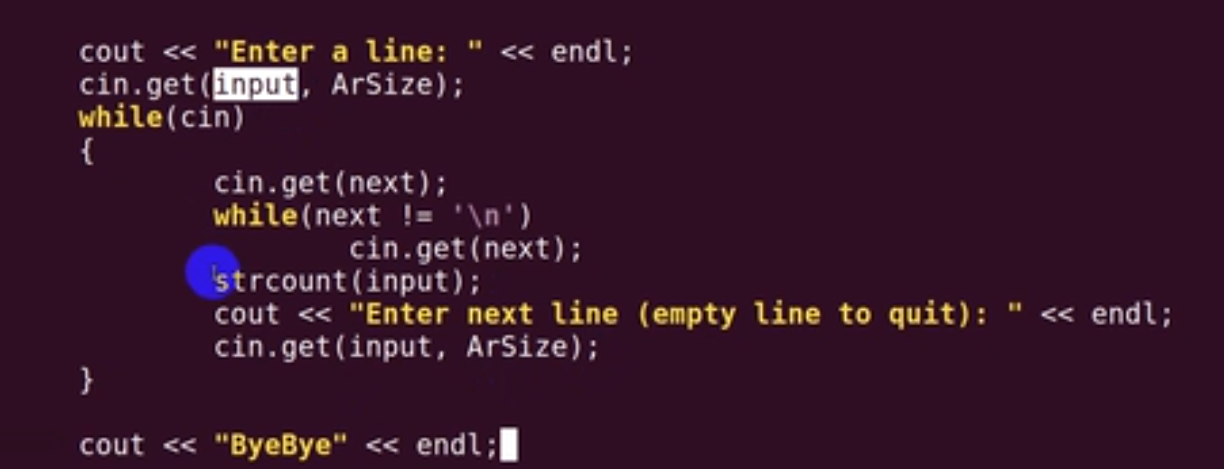 cout << "Enter a line: " << endl;
cin.get(input, ArSize);
while(cin)
{
cin.get(next);
while(next != '\n')
cin.get(next);
strcount(input);
cout << "Enter next line (empty line to quit): " << endl;
cin.get(input, ArSize);
}
cout << "ByeBye" << endl;